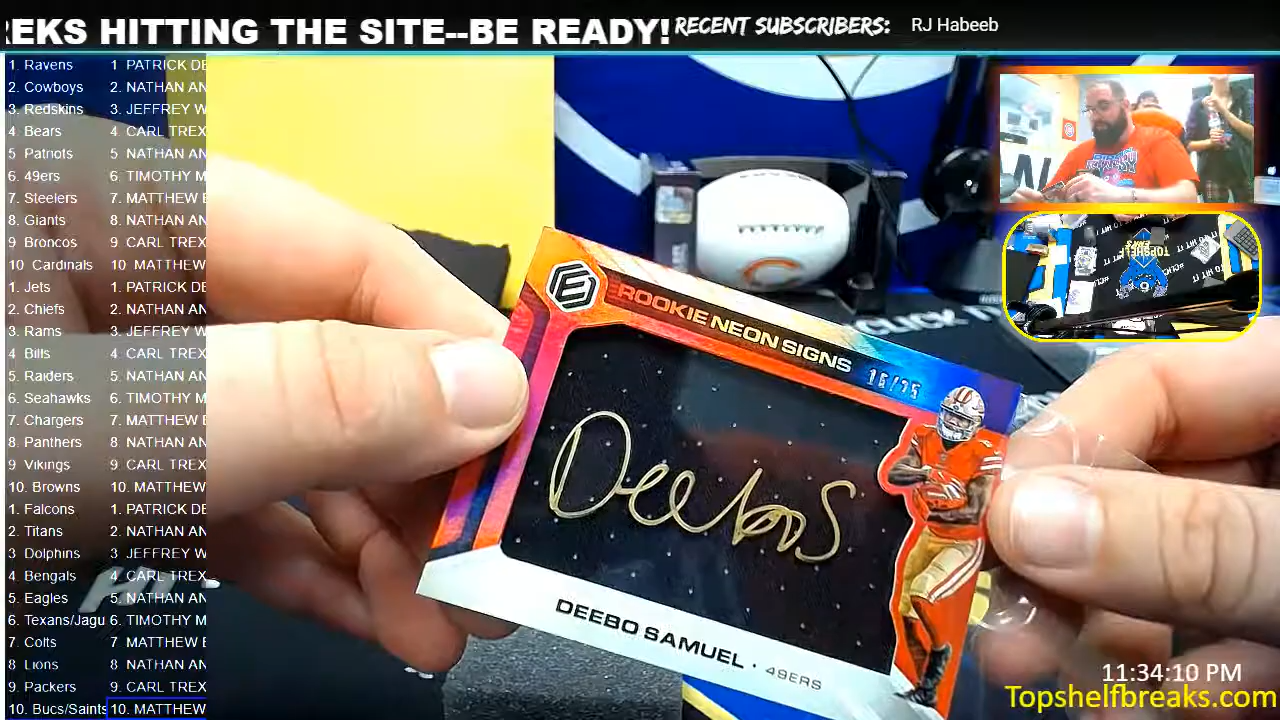 REKS HITTING THE SITE--BE READY!
RECENT SUBSCRIBERS: RJ Habeeb
1. Ravens 1 PATRICK DE
2. Cowboys 2. NATHAN AN
3. Redskins 3. JEFFREY W
4 Bears 4. CARL TREX
5 Patriots 5 NATHAN AN
6. 49ers 6. TIMOTHY M
7. Steelers 7. MATTHEW E
8. Giants 8. NATHAN AN
9 Broncos 9. CARL TREX
10 Cardinals 10 MATTHEW
1. Jets 1. PATRICK DE
2. Chiefs 2. NATHAN AN
3. Rams 3. JEFFREY W
4 Bills 4. CARL TREX
5. Raiders 5. NATHAN AN
6. Seahawks 6. TIMOTHY M
7. Chargers 7. MATTHEW E
8. Panthers 8 NATHAN AN
9 Vikings 9. CARL TREX
10. Browns 10. MATTHEW
1. Falcons 1. PATRICK DE
2. Titans 2. NATHAN AN
3 Dolphins 3 JEFFREY W
4. Bengals 4. CARL TREX
5. Eagles 5. NATHAN AN
6. Texans/Jagu 6. TIMOTHY M
7. Colts 7 MATTHEW E
8 Lions 8 NATHAN AN
9. Packers 9. CARL TREX
10. Bucs/Saints 10. MATTHEW
E
ROOKIE NEON SIGNS
16/25
DeeboS
DEEBO SAMUEL · 49ERS
CLICK
TOPSHELF
11:34:10 PM
Topshelfbreaks.com